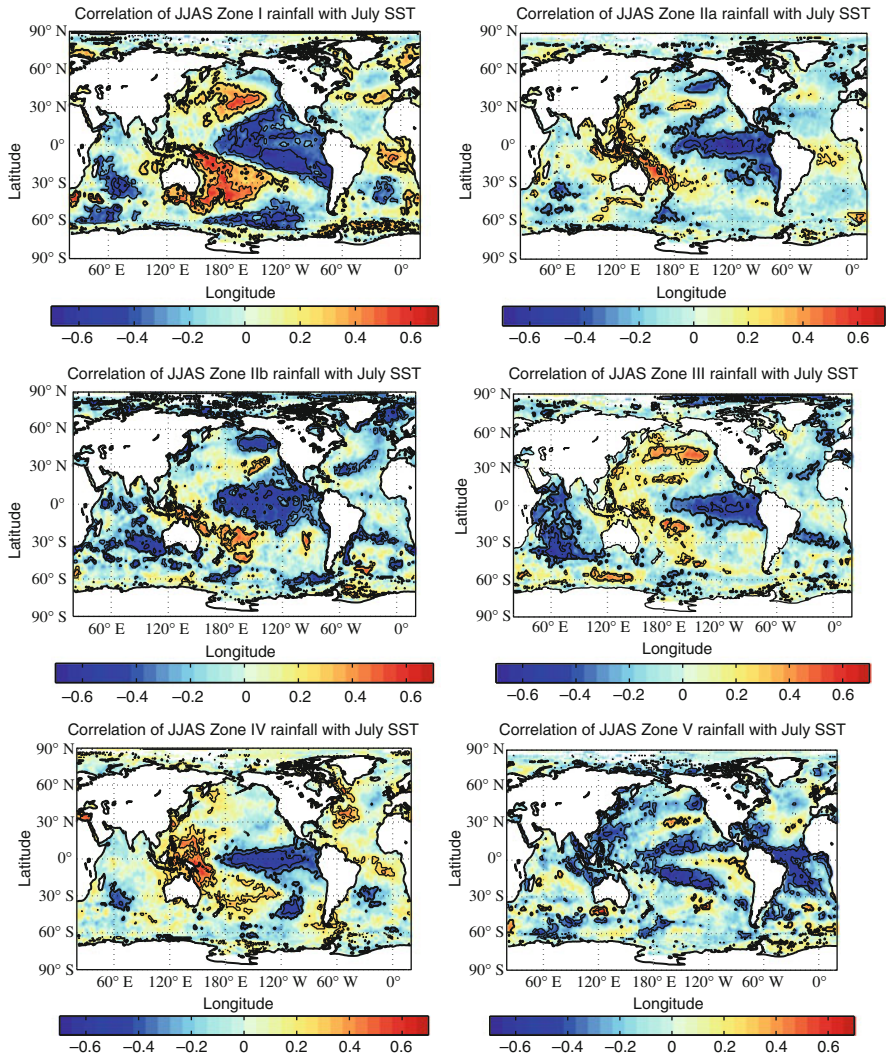 Correlation of JJAS Zone I rainfall with July SST
90° N
60° N
30° N
0°
30° S
60° S
90° S
Latitude
60° E 120° E 180° E 120° W 60° W 0°
Longitude
−0.6 −0.4 −0.2 0 0.2 0.4 0.6
Correlation of JJAS Zone IIa rainfall with July SST
90° N
60° N
30° N
0°
30° S
60° S
90° S
Latitude
60° E 120° E 180° E 120° W 60° W 0°
Longitude
−0.6 −0.4 −0.2 0 0.2 0.4 0.6
Correlation of JJAS Zone IIb rainfall with July SST
90° N
60° N
30° N
0°
30° S
60° S
90° S
Latitude
60° E 120° E 180° E 120° W 60° W 0°
Longitude
−0.6 −0.4 −0.2 0 0.2 0.4 0.6
Correlation of JJAS Zone III rainfall with July SST
90° N
60° N
30° N
0°
30° S
60° S
90° S
Latitude
60° E 120° E 180° E 120° W 60° W 0°
Longitude
−0.6 −0.4 −0.2 0 0.2 0.4 0.6
Correlation of JJAS Zone IV rainfall with July SST
90° N
60° N
30° N
0°
30° S
60° S
90° S
Latitude
60° E 120° E 180° E 120° W 60° W 0°
Longitude
−0.6 −0.4 −0.2 0 0.2 0.4 0.6
Correlation of JJAS Zone V rainfall with July SST
90° N
60° N
30° N
0°
30° S
60° S
90° S
Latitude
60° E 120° E 180° E 120° W 60° W 0°
Longitude
−0.6 −0.4 −0.2 0 0.2 0.4 0.6